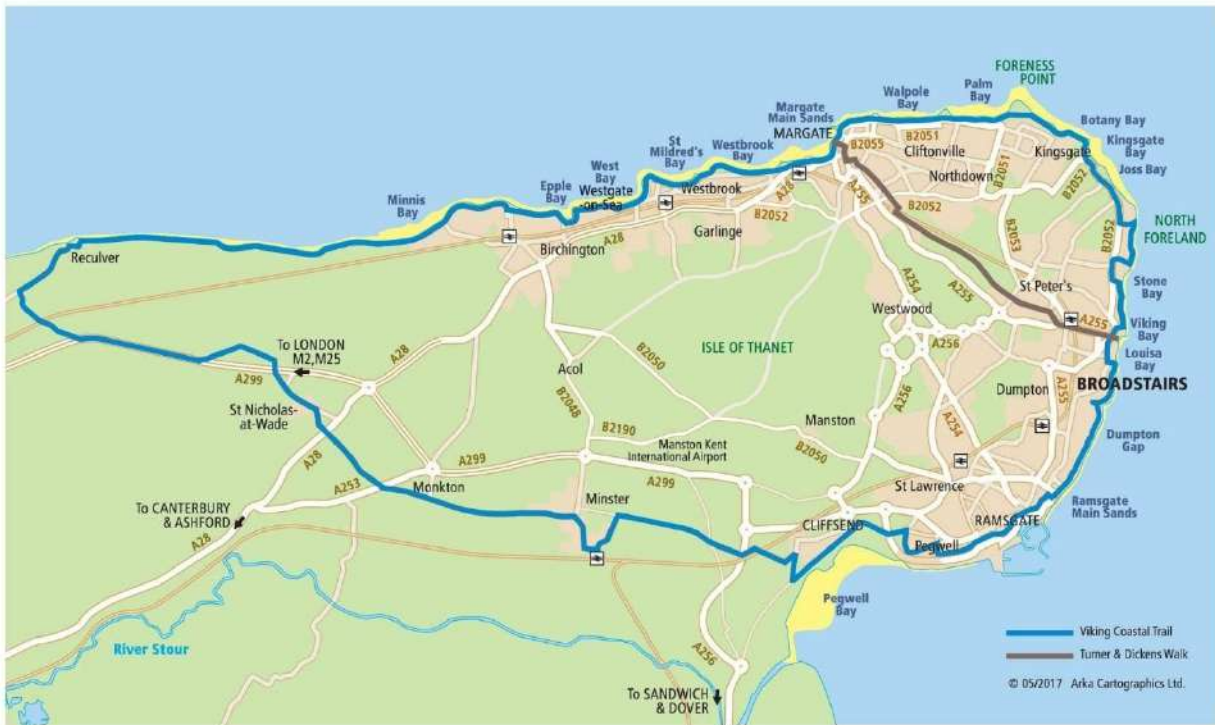 FORENESS
POINT
Palm
Bay
Walpole
Bay
Margate
Main Sands
MARGATE
Botany Bay
Kingsgate
Bay
Joss Bay
B2055
B2051
Cliftonville
Kingsgate
Northdown
B2051
B2052
Westbrook
Bay
St
Mildred's
Bay
West
Bay
Westgate
-on-Sea
Westbrook
Epple
Bay
Minnis
Bay
A28
A255
B2052
B2052
Garlinge
Birchington
A28
B2053
B2052
NORTH
FORELAND
Reculver
St Peter's
Stone
Bay
A254
A255
Westwood
A255
Viking
Bay
Louisa
Bay
A256
ISLE OF THANET
To LONDON
M2,M25
A28
A299
Acol
B2050
Dumpton
BROADSTAIRS
A255
St Nicholas-
at-Wade
B2048
A256
Manston
A254
Dumpton
Gap
B2190
Manston Kent
International Airport
B2050
A28
A299
A299
Monkton
A253
Minster
St Lawrence
Ramsgate
Main Sands
To CANTERBURY
& ASHFORD
CLIFFSEND
RAMSGATE
Pegwell
A28
Pegwell
Bay
River Stour
A256
To SANDWICH
& DOVER
Viking Coastal Trail
Turner & Dickens Walk
© 05/2017 Arka Cartographics Ltd.